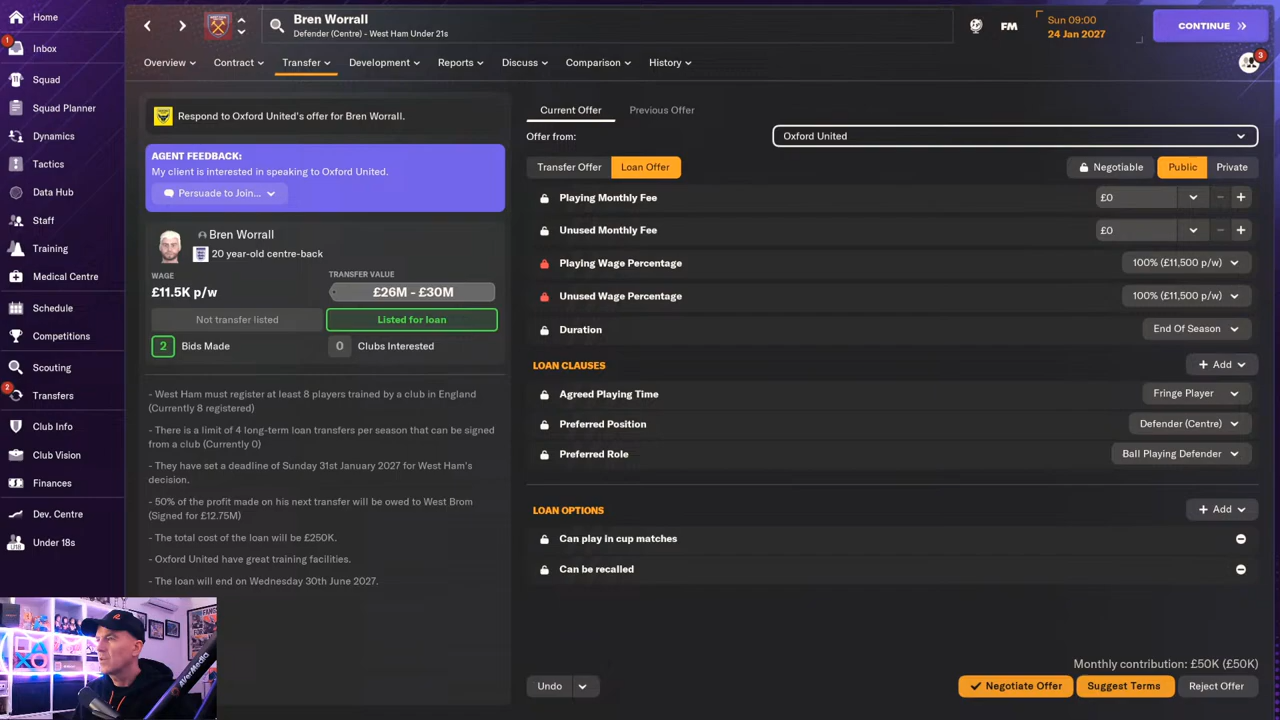 Home
Inbox
Squad
Squad Planner
Dynamics
Tactics
Data Hub
Staff
Training
Medical Centre
Schedule
Competitions
Scouting
Transfers
Club Info
Club Vision
Finances
Dev. Centre
Under 18s
1
2
U18
Bren Worrall
Defender (Centre) - West Ham Under 21s
FM
Sun 09:00
24 Jan 2027
CONTINUE
3
Overview
Contract
Transfer
Development
Reports
Discuss
Comparison
History
Respond to Oxford United's offer for Bren Worrall.
AGENT FEEDBACK:
My client is interested in speaking to Oxford United.
Persuade to Join...
Bren Worrall
20 year-old centre-back
WAGE
TRANSFER VALUE
£11.5K p/w
£26M - £30M
Not transfer listed
Listed for loan
2 Bids Made
0 Clubs Interested
- West Ham must register at least 8 players trained by a club in England
(Currently 8 registered)
- There is a limit of 4 long-term loan transfers per season that can be signed
from a club (Currently 0)
- They have set a deadline of Sunday 31st January 2027 for West Ham's
decision.
- 50% of the profit made on his next transfer will be owed to West Brom
(Signed for £12.75M)
- The total cost of the loan will be £250K.
- Oxford United have great training facilities.
- The loan will end on Wednesday 30th June 2027.
Current Offer
Previous Offer
Offer from:
Oxford United
Transfer Offer
Loan Offer
Negotiable
Public
Private
Playing Monthly Fee
£0
Unused Monthly Fee
£0
Playing Wage Percentage
100% (£11,500 p/w)
Unused Wage Percentage
100% (£11,500 p/w)
Duration
End Of Season
LOAN CLAUSES
+ Add
Agreed Playing Time
Fringe Player
Preferred Position
Defender (Centre)
Preferred Role
Ball Playing Defender
LOAN OPTIONS
+ Add
Can play in cup matches
Can be recalled
Monthly contribution: £50K (£50K)
Undo
Negotiate Offer
Suggest Terms
Reject Offer